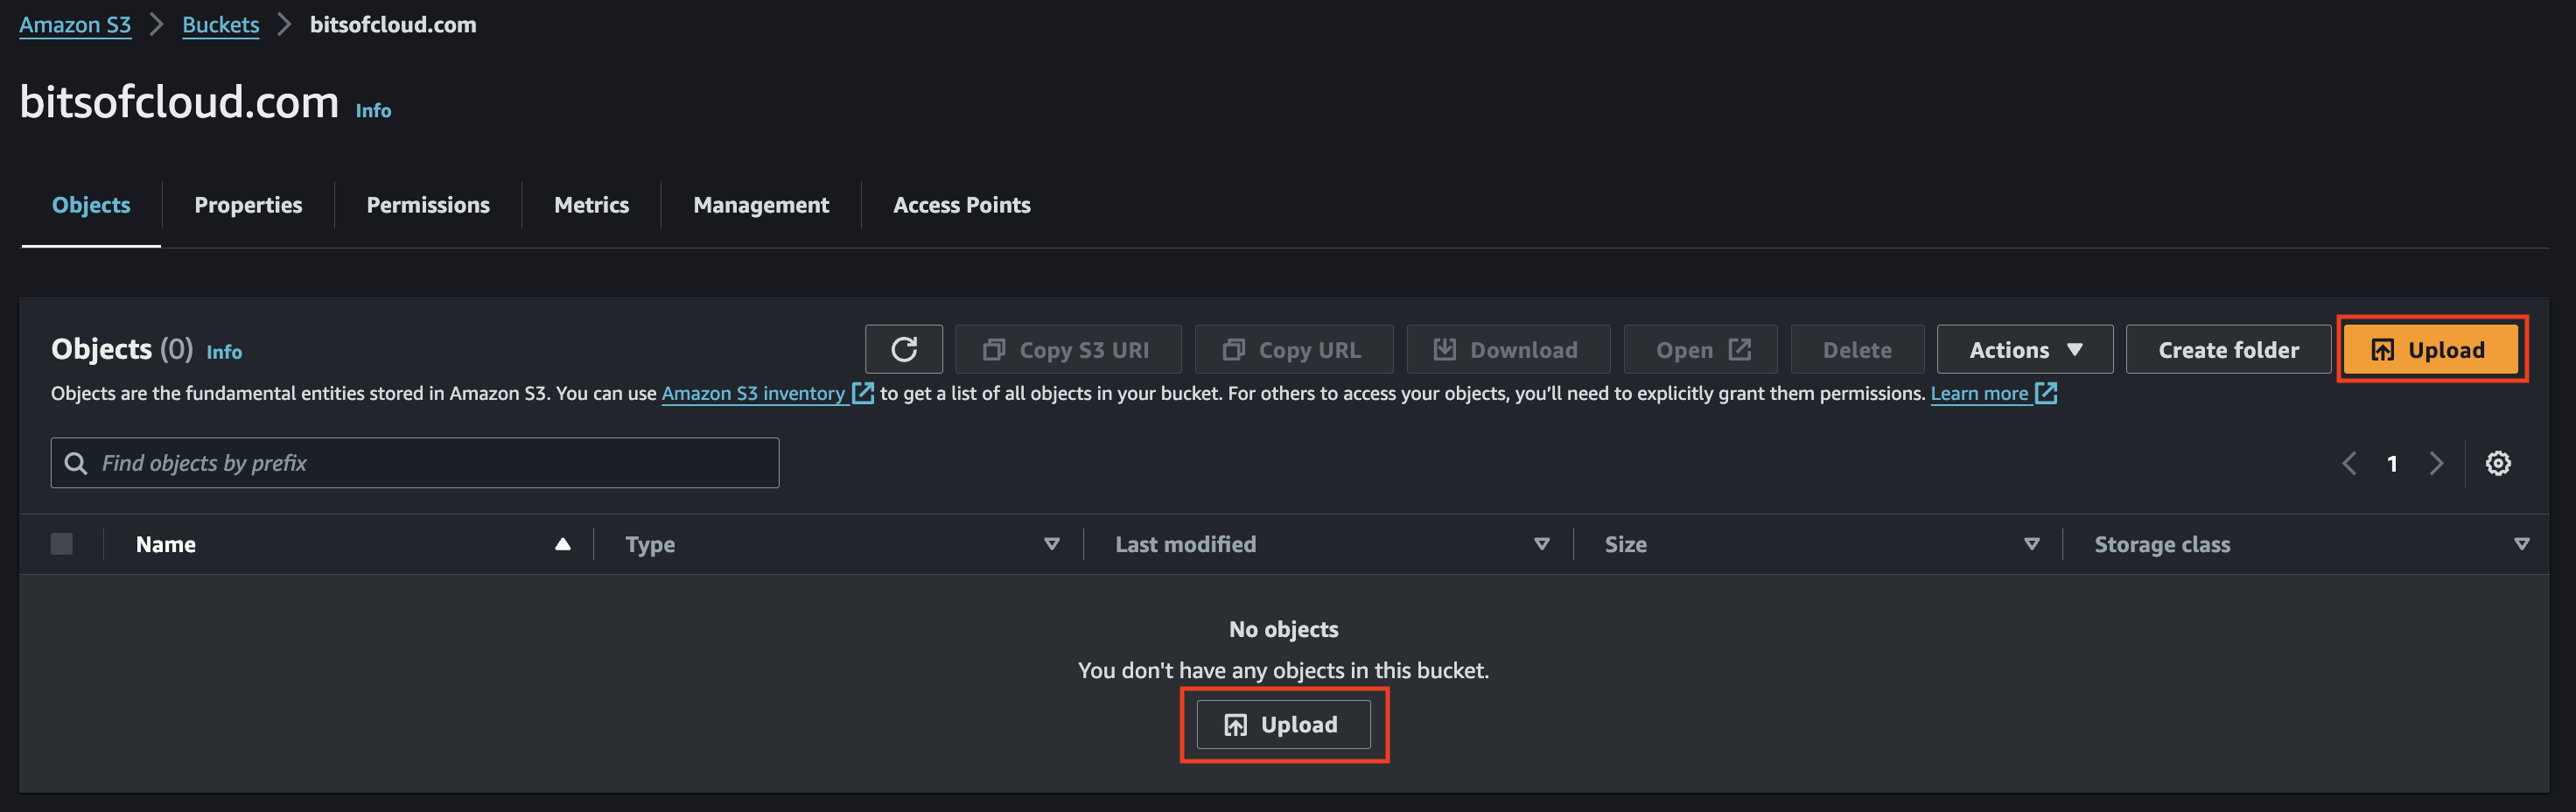 Amazon S3 > Buckets > bitsofcloud.com
bitsofcloud.com Info
Objects Properties Permissions Metrics Management Access Points
Objects (0) Info Copy S3 URI Copy URL Download Open Delete Actions Create folder Upload
Objects are the fundamental entities stored in Amazon S3. You can use Amazon S3 inventory to get a list of all objects in your bucket. For others to access your objects, you’ll need to explicitly grant them permissions. Learn more
Find objects by prefix 1
Name Type Last modified Size Storage class
No objects
You don't have any objects in this bucket.
Upload